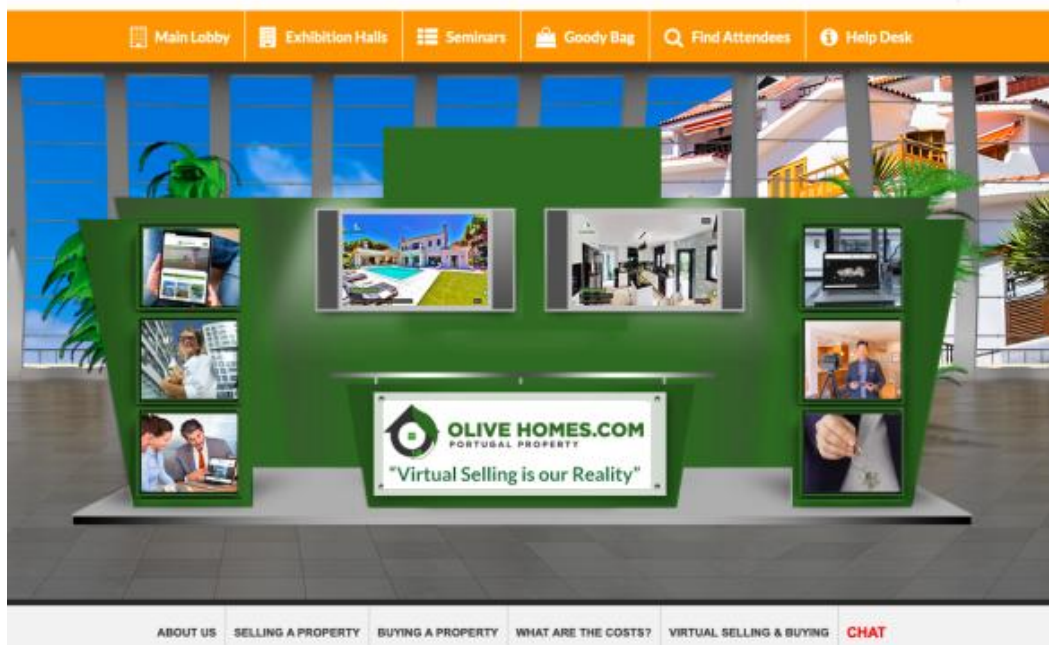 Main Lobby
Exhibition Halls
Seminars
Goody Bag
Find Attendees
Help Desk
OLIVE HOMES.COM
PORTUGAL PROPERTY
“Virtual Selling is our Reality”
ABOUT US
SELLING A PROPERTY
BUYING A PROPERTY
WHAT ARE THE COSTS?
VIRTUAL SELLING & BUYING
CHAT